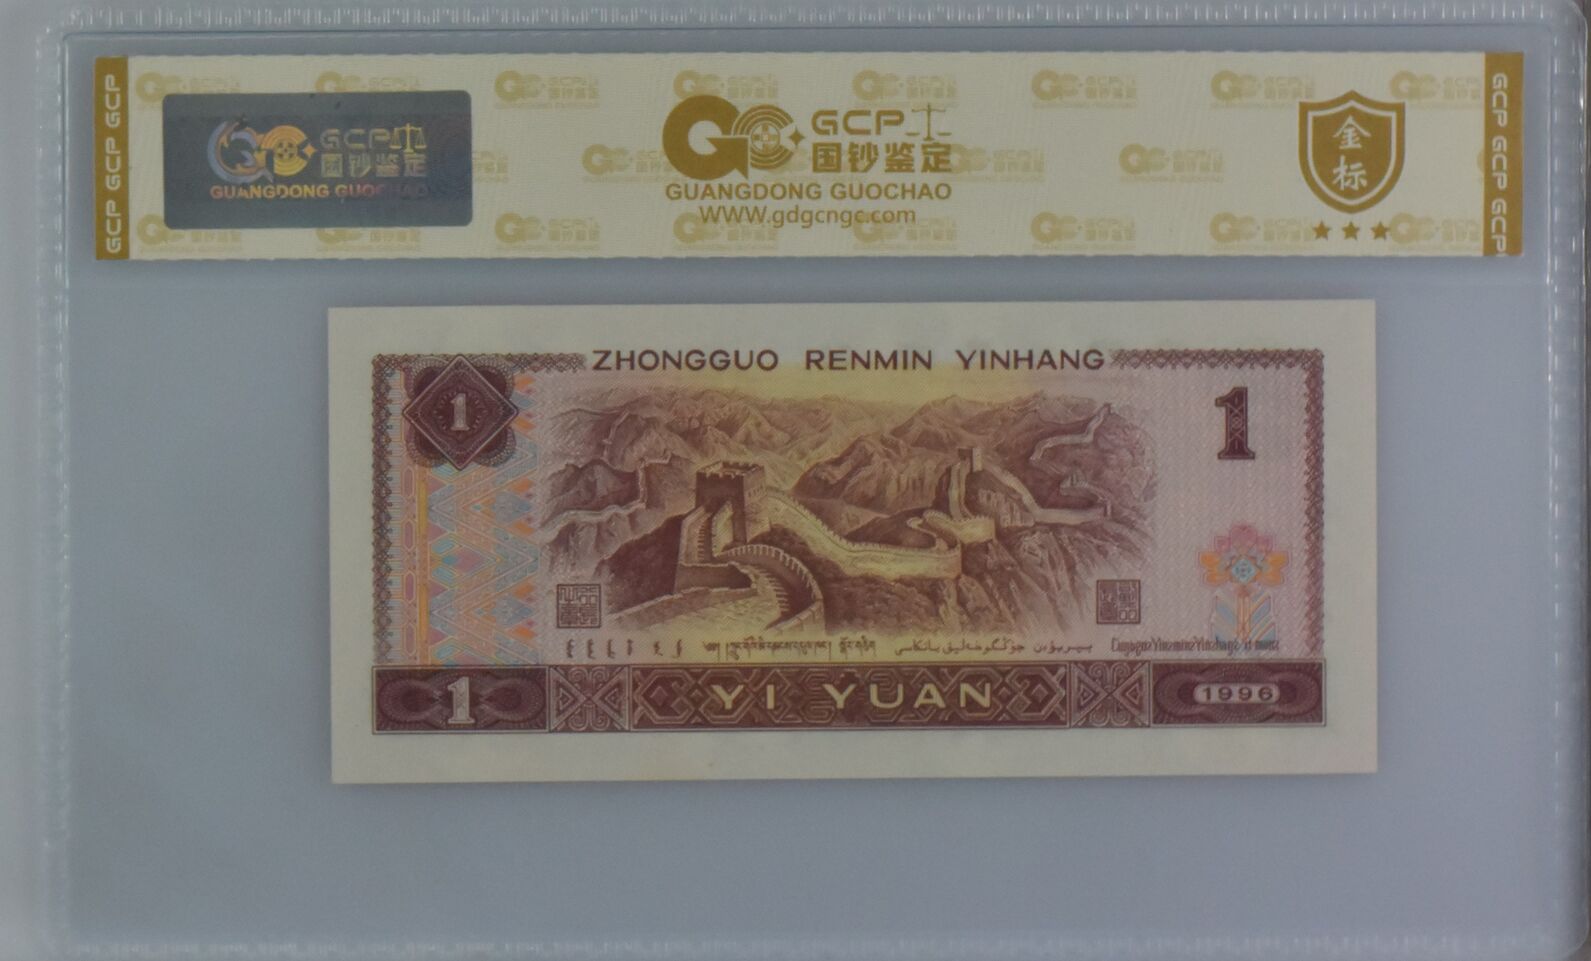 GCP GCP GCP
GCP
国钞鉴定
GUANGDONG GUOCHAO
GCP
国钞鉴定
GUANGDONG GUOCHAO
WWW.gdgcngc.com
金标
GCP GCP GCP
ZHONGGUO RENMIN YINHANG
1
1
1 YI YUAN 1996